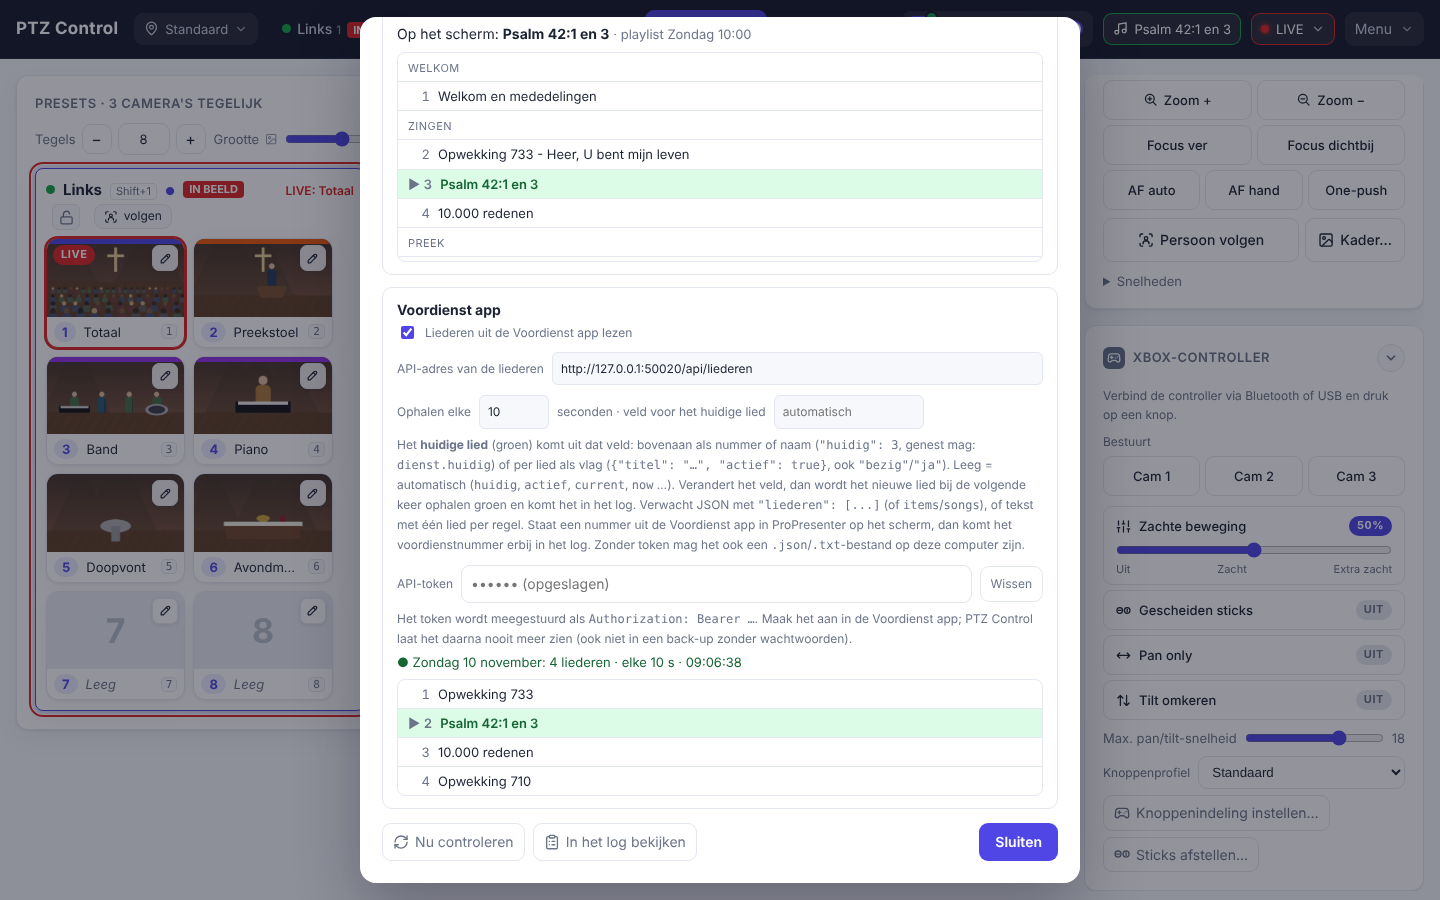 PTZ Control
Standaard
Links 1
Psalm 42:1 en 3
LIVE
Menu
PRESETS · 3 CAMERA'S TEGELIJK
Tegels
−
8
+
Grootte
Links
Shift+1
IN BEELD
LIVE: Totaal
volgen
LIVE
1 Totaal 1
2 Preekstoel 2
3 Band 3
4 Piano 4
5 Doopvont 5
6 Avondm... 6
7
8
7 Leeg 7
8 Leeg 8
Op het scherm: Psalm 42:1 en 3 · playlist Zondag 10:00
WELKOM
1 Welkom en mededelingen
ZINGEN
2 Opwekking 733 - Heer, U bent mijn leven
▶ 3 Psalm 42:1 en 3
4 10.000 redenen
PREEK
Voordienst app
Liederen uit de Voordienst app lezen
API-adres van de liederen http://127.0.0.1:50020/api/liederen
Ophalen elke 10 seconden · veld voor het huidige lied automatisch
Het huidige lied (groen) komt uit dat veld: bovenaan als nummer of naam ("huidig": 3, genest mag:
dienst.huidig) of per lied als vlag ({"titel": "…", "actief": true}, ook "bezig"/"ja"). Leeg =
automatisch (huidig, actief, current, now …). Verandert het veld, dan wordt het nieuwe lied bij de volgende
keer ophalen groen en komt het in het log. Verwacht JSON met "liederen": [...] (of items/songs), of tekst
met één lied per regel. Staat een nummer uit de Voordienst app in ProPresenter op het scherm, dan komt het
voordienstnummer erbij in het log. Zonder token mag het ook een .json/.txt-bestand op deze computer zijn.
API-token •••••• (opgeslagen) Wissen
Het token wordt meegestuurd als Authorization: Bearer …. Maak het aan in de Voordienst app; PTZ Control
laat het daarna nooit meer zien (ook niet in een back-up zonder wachtwoorden).
● Zondag 10 november: 4 liederen · elke 10 s · 09:06:38
1 Opwekking 733
▶ 2 Psalm 42:1 en 3
3 10.000 redenen
4 Opwekking 710
Nu controleren
In het log bekijken
Sluiten
Zoom +
Zoom −
Focus ver
Focus dichtbij
AF auto
AF hand
One-push
Persoon volgen
Kader...
▶ Snelheden
XBOX-CONTROLLER
Verbind de controller via Bluetooth of USB en druk
op een knop.
Bestuurt
Cam 1
Cam 2
Cam 3
Zachte beweging 50%
Uit Zacht Extra zacht
Gescheiden sticks UIT
Pan only UIT
Tilt omkeren UIT
Max. pan/tilt-snelheid 18
Knoppenprofiel Standaard
Knoppenindeling instellen...
Sticks afstellen...